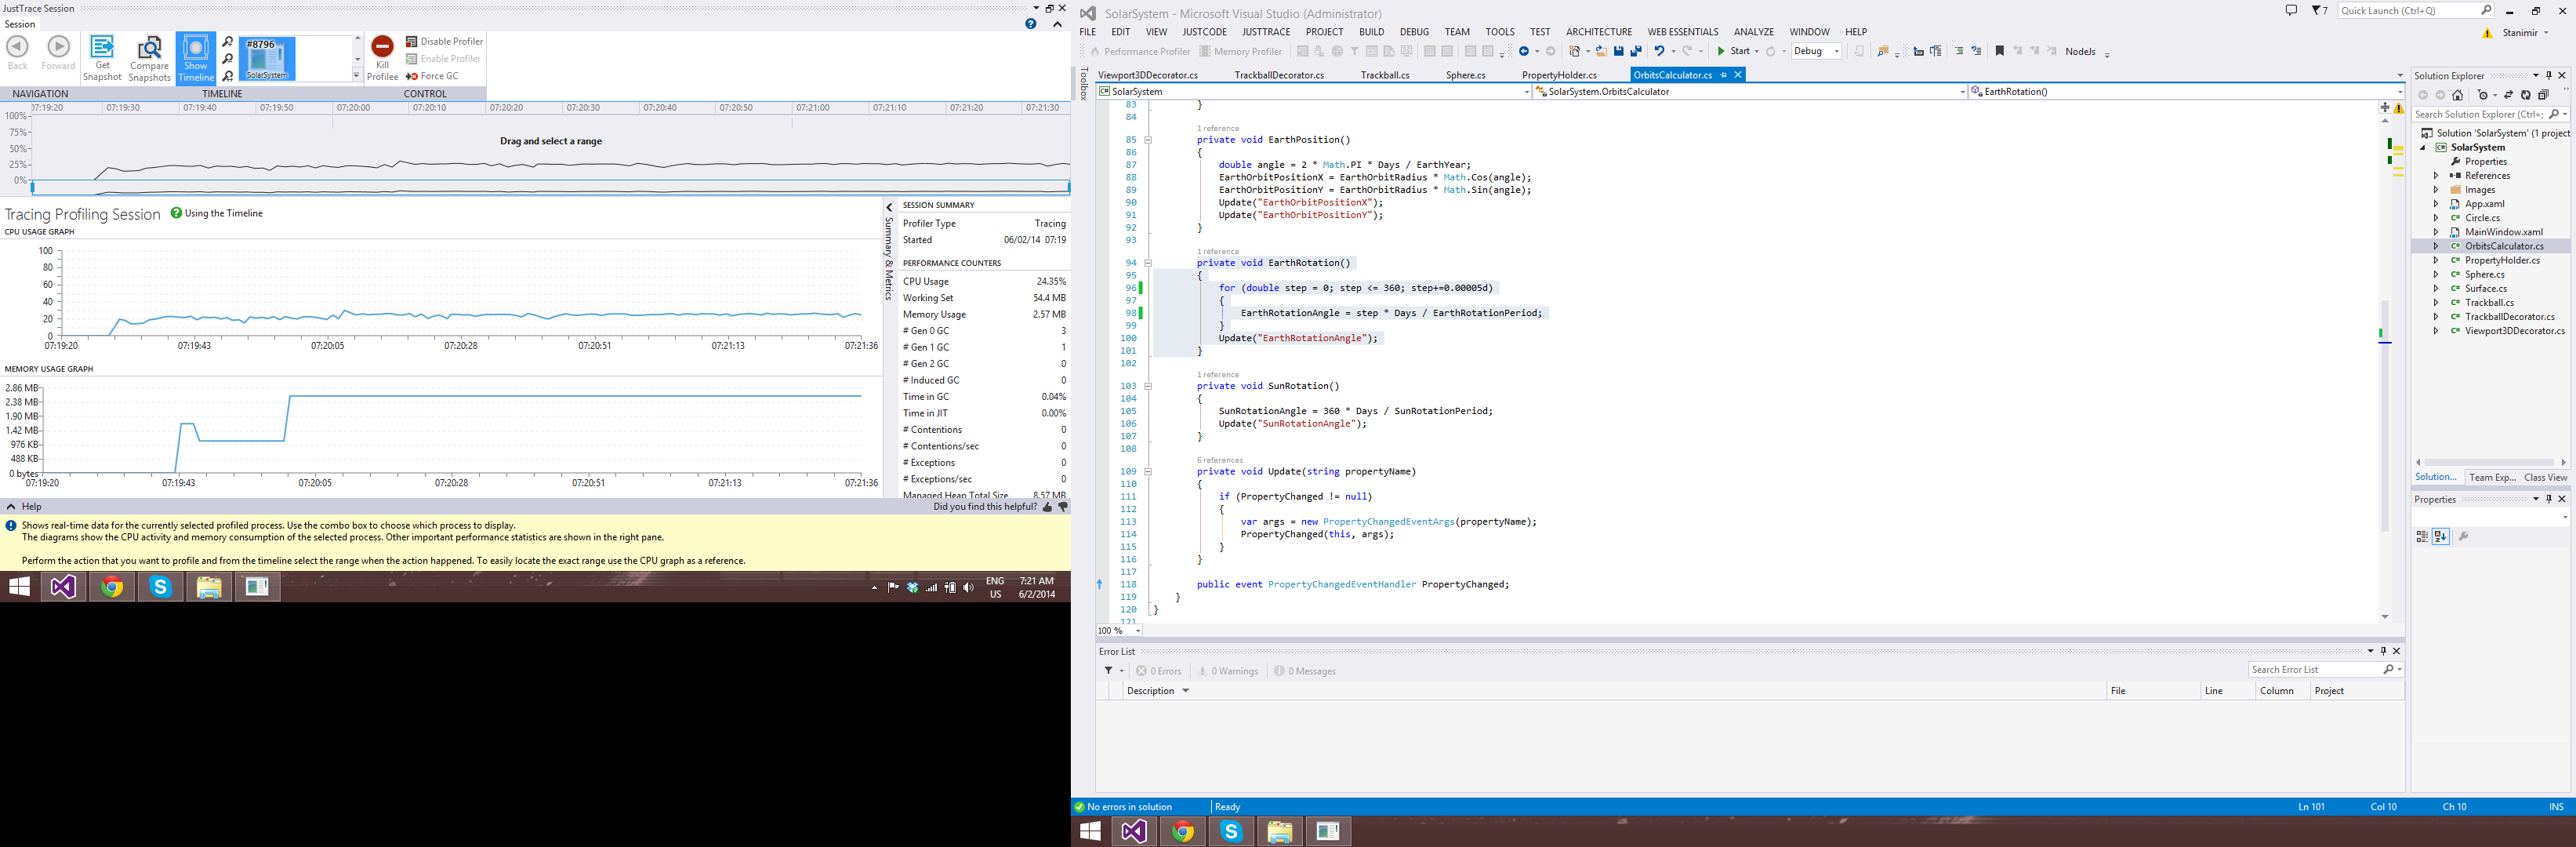 JustTrace Session
Session
Back
Forward
Get Snapshot
Compare Snapshots
Show Timeline
#8796
SolarSystem
Kill Profilee
Disable Profiler
Enable Profiler
Force GC
NAVIGATION
TIMELINE
CONTROL
07:19:20 07:19:30 07:19:40 07:19:50 07:20:00 07:20:10 07:20:20 07:20:30 07:20:40 07:20:50 07:21:00 07:21:10 07:21:20 07:21:30
100%
75%
50%
25%
0%
Drag and select a range
Tracing Profiling Session
Using the Timeline
CPU USAGE GRAPH
100
80
60
40
20
0
07:19:20 07:19:43 07:20:05 07:20:28 07:20:51 07:21:13 07:21:36
MEMORY USAGE GRAPH
2.86 MB
2.38 MB
1.90 MB
1.42 MB
976 KB
488 KB
0 bytes
07:19:20 07:19:43 07:20:05 07:20:28 07:20:51 07:21:13 07:21:36
Summary & Metrics
SESSION SUMMARY
Profiler Type Tracing
Started 06/02/14 07:19
PERFORMANCE COUNTERS
CPU Usage 24.35%
Working Set 54.4 MB
Memory Usage 2.57 MB
# Gen 0 GC 3
# Gen 1 GC 1
# Gen 2 GC 0
# Induced GC 0
Time in GC 0.04%
Time in JIT 0.00%
# Contentions 0
# Contentions/sec 0
# Exceptions 0
# Exceptions/sec 0
Managed Heap Total Size 8.57 MB
Help
Did you find this helpful?
Shows real-time data for the currently selected profiled process. Use the combo box to choose which process to display.
The diagrams show the CPU activity and memory consumption of the selected process. Other important performance statistics are shown in the right pane.
Perform the action that you want to profile and from the timeline select the range when the action happened. To easily locate the exact range use the CPU graph as a reference.
ENG
US
7:21 AM
6/2/2014
SolarSystem - Microsoft Visual Studio (Administrator)
7
Quick Launch (Ctrl+Q)
FILE EDIT VIEW JUSTCODE JUSTTRACE PROJECT BUILD DEBUG TEAM TOOLS TEST ARCHITECTURE WEB ESSENTIALS ANALYZE WINDOW HELP
Stanimir
Performance Profiler Memory Profiler Start Debug NodeJs
Toolbox
Viewport3DDecorator.cs TrackballDecorator.cs Trackball.cs Sphere.cs PropertyHolder.cs OrbitsCalculator.cs
SolarSystem SolarSystem.OrbitsCalculator EarthRotation()
83 }
84
1 reference
85 private void EarthPosition()
86 {
87 double angle = 2 * Math.PI * Days / EarthYear;
88 EarthOrbitPositionX = EarthOrbitRadius * Math.Cos(angle);
89 EarthOrbitPositionY = EarthOrbitRadius * Math.Sin(angle);
90 Update("EarthOrbitPositionX");
91 Update("EarthOrbitPositionY");
92 }
93
1 reference
94 private void EarthRotation()
95 {
96 for (double step = 0; step <= 360; step+=0.00005d)
97 {
98 EarthRotationAngle = step * Days / EarthRotationPeriod;
99 }
100 Update("EarthRotationAngle");
101 }
102
1 reference
103 private void SunRotation()
104 {
105 SunRotationAngle = 360 * Days / SunRotationPeriod;
106 Update("SunRotationAngle");
107 }
108
6 references
109 private void Update(string propertyName)
110 {
111 if (PropertyChanged != null)
112 {
113 var args = new PropertyChangedEventArgs(propertyName);
114 PropertyChanged(this, args);
115 }
116 }
117
118 public event PropertyChangedEventHandler PropertyChanged;
119 }
120 }
121
100 %
Error List
0 Errors 0 Warnings 0 Messages
Search Error List
Description File Line Column Project
No errors in solution Ready Ln 101 Col 10 Ch 10 INS
Solution Explorer
Search Solution Explorer (Ctrl+;
Solution 'SolarSystem' (1 project
SolarSystem
Properties
References
Images
App.xaml
Circle.cs
MainWindow.xaml
OrbitsCalculator.cs
PropertyHolder.cs
Sphere.cs
Surface.cs
Trackball.cs
TrackballDecorator.cs
Viewport3DDecorator.cs
Solution... Team Exp... Class View
Properties